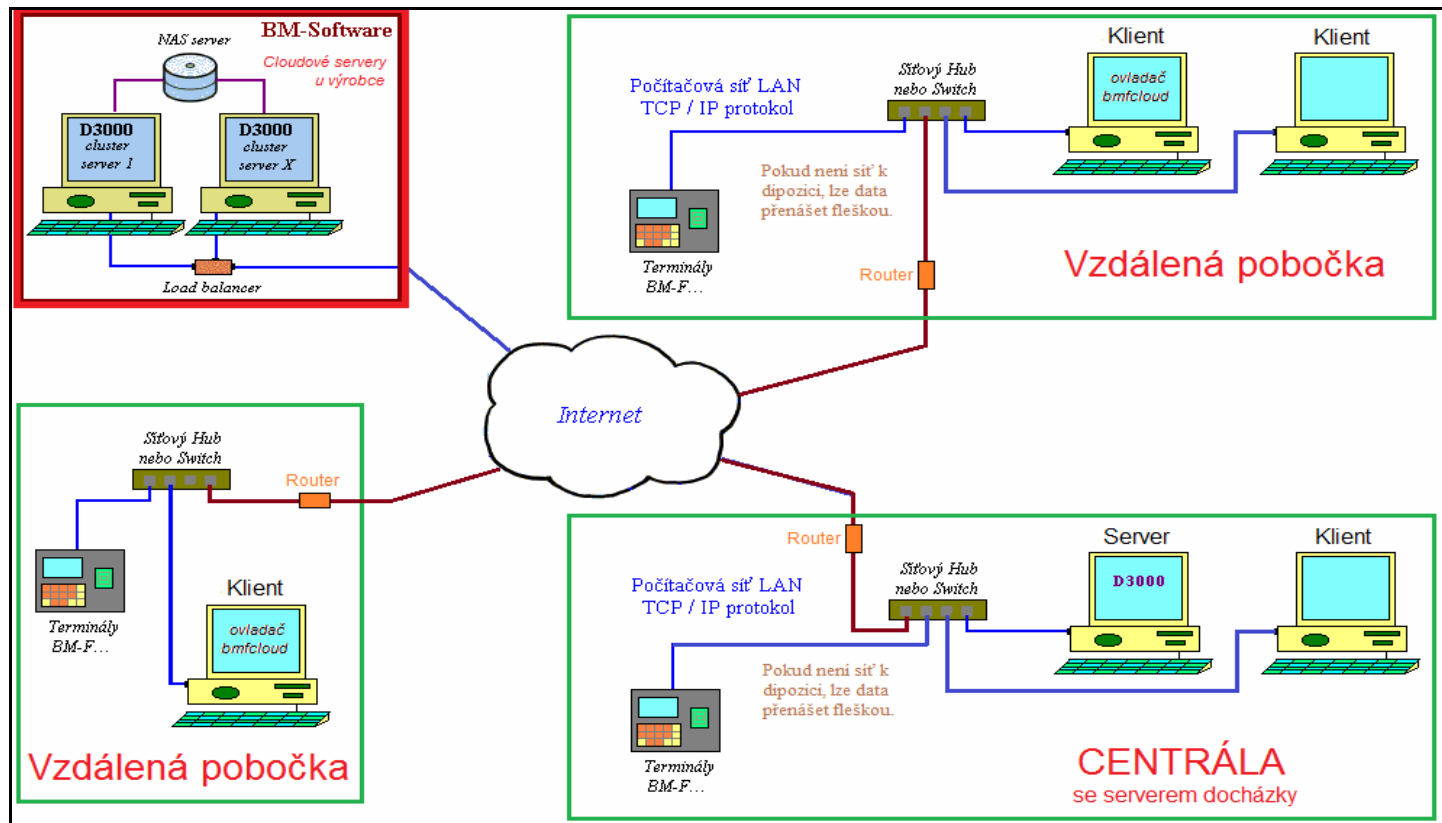 BM-Software
NAS server
Cloudové servery
u výrobce
D3000
cluster
server 1
D3000
cluster
server X
Load balancer
Klient
Klient
Síťový Hub
nebo Switch
Počítačová síť LAN
TCP / IP protokol
ovladač
bmfcloud
Pokud není síť k
dipozici, lze data
přenášet fleškou.
Terminály
BM-F...
Router
Vzdálená pobočka
Internet
Síťový Hub
nebo Switch
Router
Terminály
BM-F...
Klient
ovladač
bmfcloud
Vzdálená pobočka
Router
Server
Klient
Síťový Hub
nebo Switch
Počítačová síť LAN
TCP / IP protokol
D3000
Pokud není síť k
dipozici, lze data
přenášet fleškou.
Terminály
BM-F...
CENTRÁLA
se serverem docházky